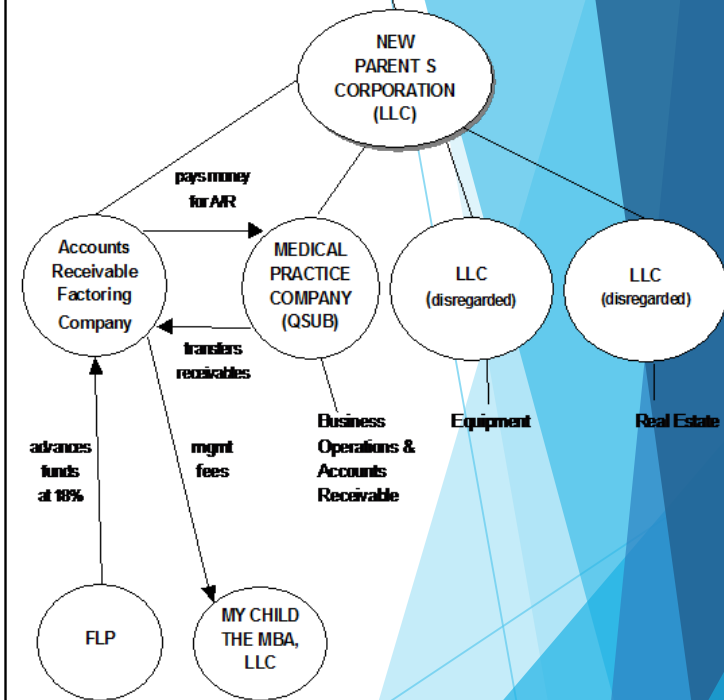 NEW
PARENT S
CORPORATION
(LLC)
pays money
for A/R
Accounts
Receivable
Factoring
Company
MEDICAL
PRACTICE
COMPANY
(QSUB)
LLC
(disregarded)
LLC
(disregarded)
transfers
receivables
advances
funds
at 18%
mgmt
fees
Business
Operations &
Accounts
Receivable
Equipment
Real Estate
FLP
MY CHILD
THE MBA,
LLC